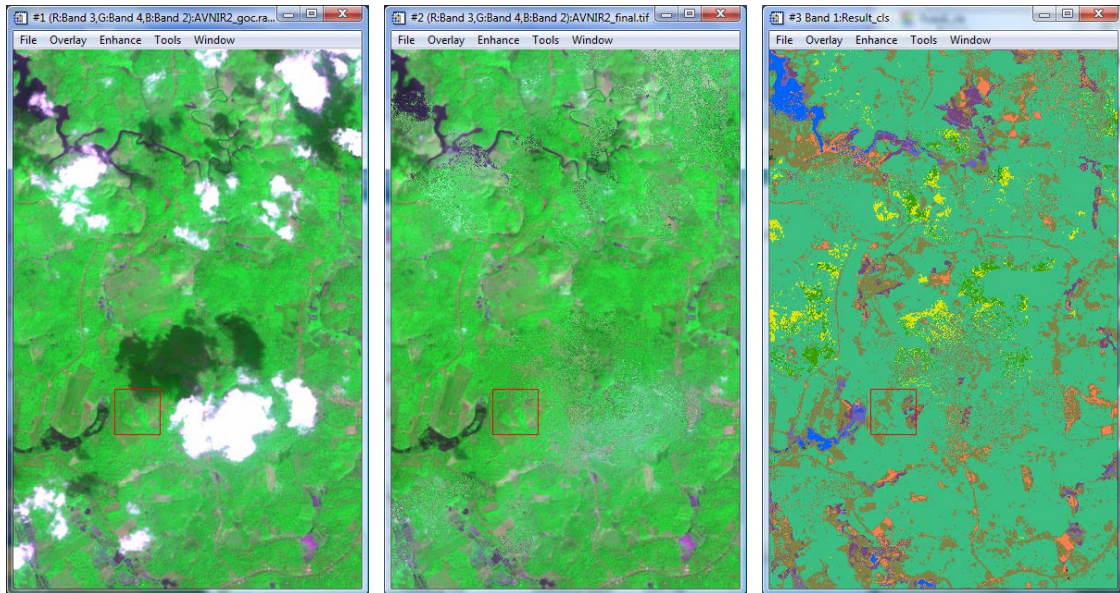 #1 (R:Band 3,G:Band 4,B:Band 2):AVNIR2_goc.ra...
File Overlay Enhance Tools Window
#2 (R:Band 3,G:Band 4,B:Band 2):AVNIR2_final.tif
File Overlay Enhance Tools Window
#3 Band 1:Result_cls
File Overlay Enhance Tools Window